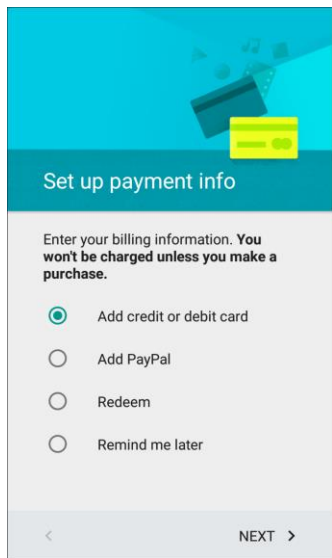 Set up payment info
Enter your billing information. You
won't be charged unless you make a
purchase.
Add credit or debit card
Add PayPal
Redeem
Remind me later
NEXT